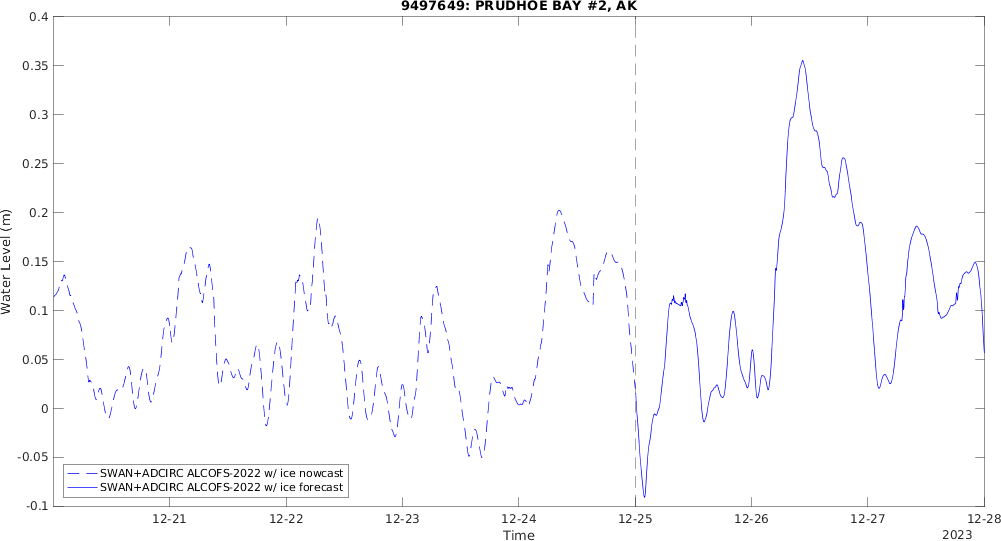 9497649: PRUDHOE BAY #2, AK
0.4
0.35
0.3
0.25
0.2
0.15
0.1
0.05
0
-0.05
-0.1
Water Level (m)
SWAN+ADCIRC ALCOFS-2022 w/ ice nowcast
SWAN+ADCIRC ALCOFS-2022 w/ ice forecast
12-21 12-22 12-23 12-24 12-25 12-26 12-27 12-28
Time
2023